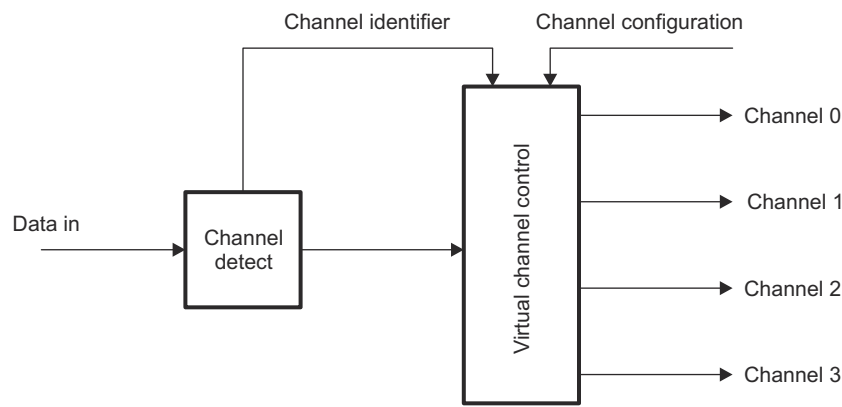 Channel identifier
Channel configuration
Channel 0
Channel 1
Channel 2
Channel 3
Data in
Channel
detect
Virtual channel control